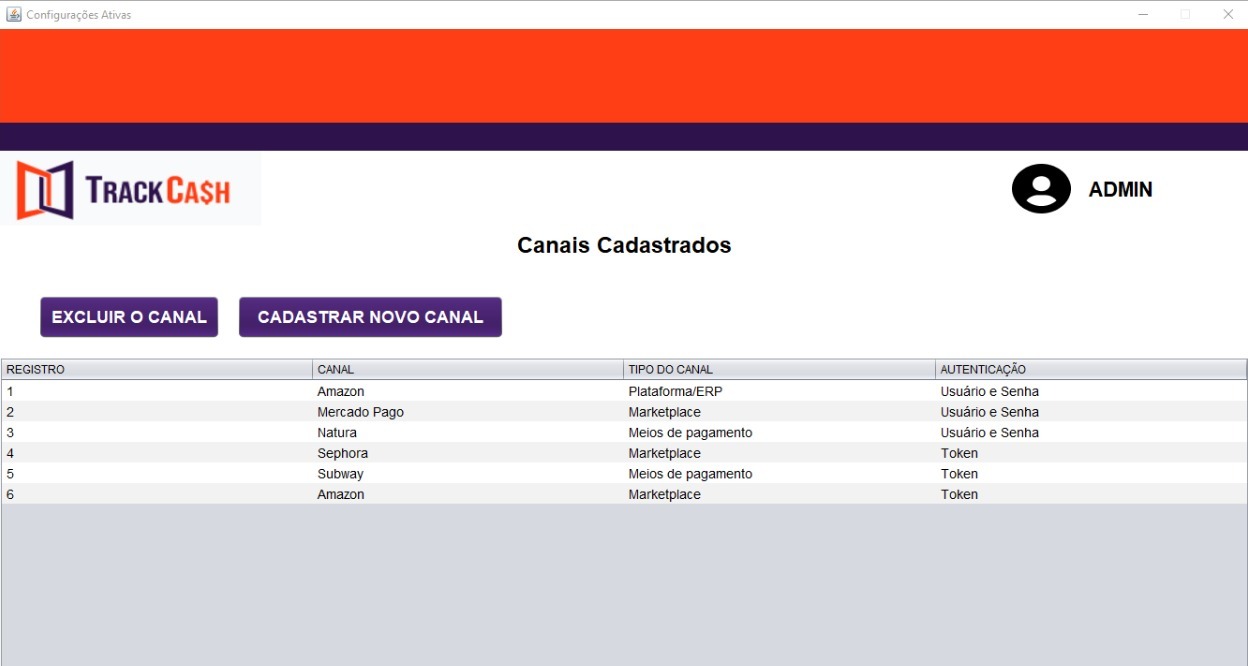 Configurações Ativas
TRACKCA$H
ADMIN
Canais Cadastrados
EXCLUIR O CANAL CADASTRAR NOVO CANAL
REGISTRO CANAL TIPO DO CANAL AUTENTICAÇÃO
1 Amazon Plataforma/ERP Usuário e Senha
2 Mercado Pago Marketplace Usuário e Senha
3 Natura Meios de pagamento Usuário e Senha
4 Sephora Marketplace Token
5 Subway Meios de pagamento Token
6 Amazon Marketplace Token